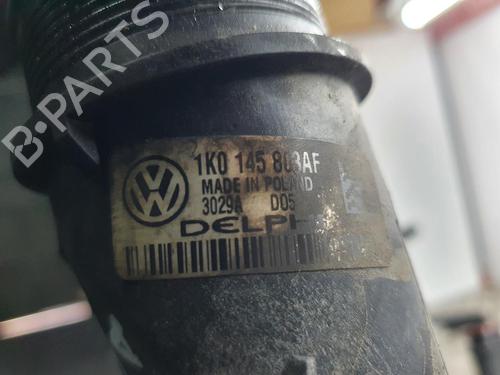 B-PARTS
1K0 145 803AF
MADE IN POLAND
3029A D05
DELPHI